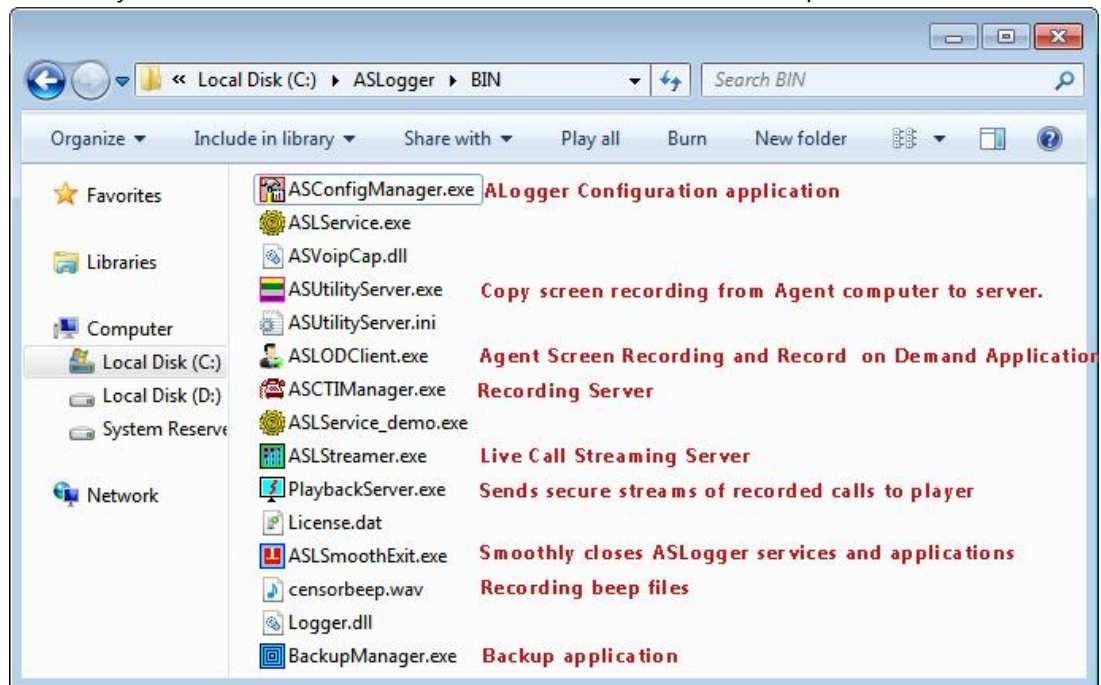 « Local Disk (C:) ▸ ASLogger ▸ BIN Search BIN
Organize Include in library Share with Play all Burn New folder
Favorites
Libraries
Computer
Local Disk (C:)
Local Disk (D:)
System Reserve
Network
ASConfigManager.exe ALogger Configuration application
ASLService.exe
ASVoipCap.dll
ASUtilityServer.exe Copy screen recording from Agent computer to server.
ASUtilityServer.ini
ASLODClient.exe Agent Screen Recording and Record on Demand Application
ASCTIManager.exe Recording Server
ASLService_demo.exe
ASLStreamer.exe Live Call Streaming Server
PlaybackServer.exe Sends secure streams of recorded calls to player
License.dat
ASLSmoothExit.exe Smoothly closes ASLogger services and applications
censorbeep.wav Recording beep files
Logger.dll
BackupManager.exe Backup application